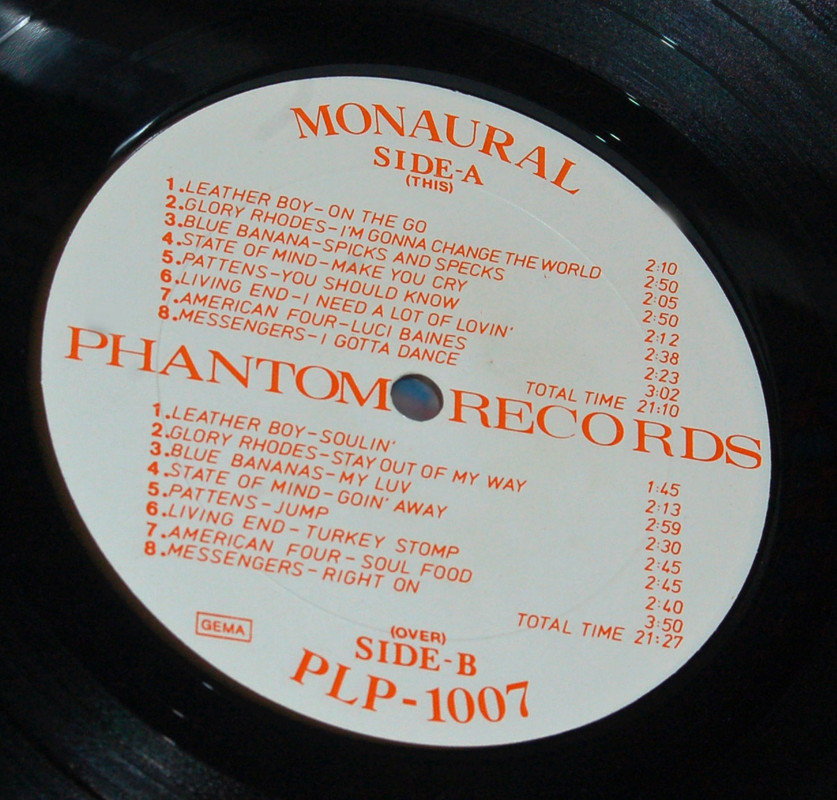 MONAURAL
SIDE-A
(THIS)
1. LEATHER BOY-ON THE GO 2:10
2. GLORY RHODES-I'M GONNA CHANGE THE WORLD 2:50
3. BLUE BANANA-SPICKS AND SPECKS 2:05
4. STATE OF MIND-MAKE YOU CRY 2:50
5. PATTENS-YOU SHOULD KNOW 2:12
6. LIVING END-I NEED A LOT OF LOVIN' 2:38
7. AMERICAN FOUR-LUCI BAINES 2:23
8. MESSENGERS-I GOTTA DANCE 3:02
TOTAL TIME 21:10
PHANTOM RECORDS
1. LEATHER BOY-SOULIN' 1:45
2. GLORY RHODES-STAY OUT OF MY WAY 2:13
3. BLUE BANANAS-MY LUV 2:59
4. STATE OF MIND-GOIN' AWAY 2:30
5. PATTENS-JUMP 2:45
6. LIVING END-TURKEY STOMP 2:45
7. AMERICAN FOUR-SOUL FOOD 2:40
8. MESSENGERS-RIGHT ON 3:50
TOTAL TIME 21:27
GEMA
(OVER)
SIDE-B
PLP-1007